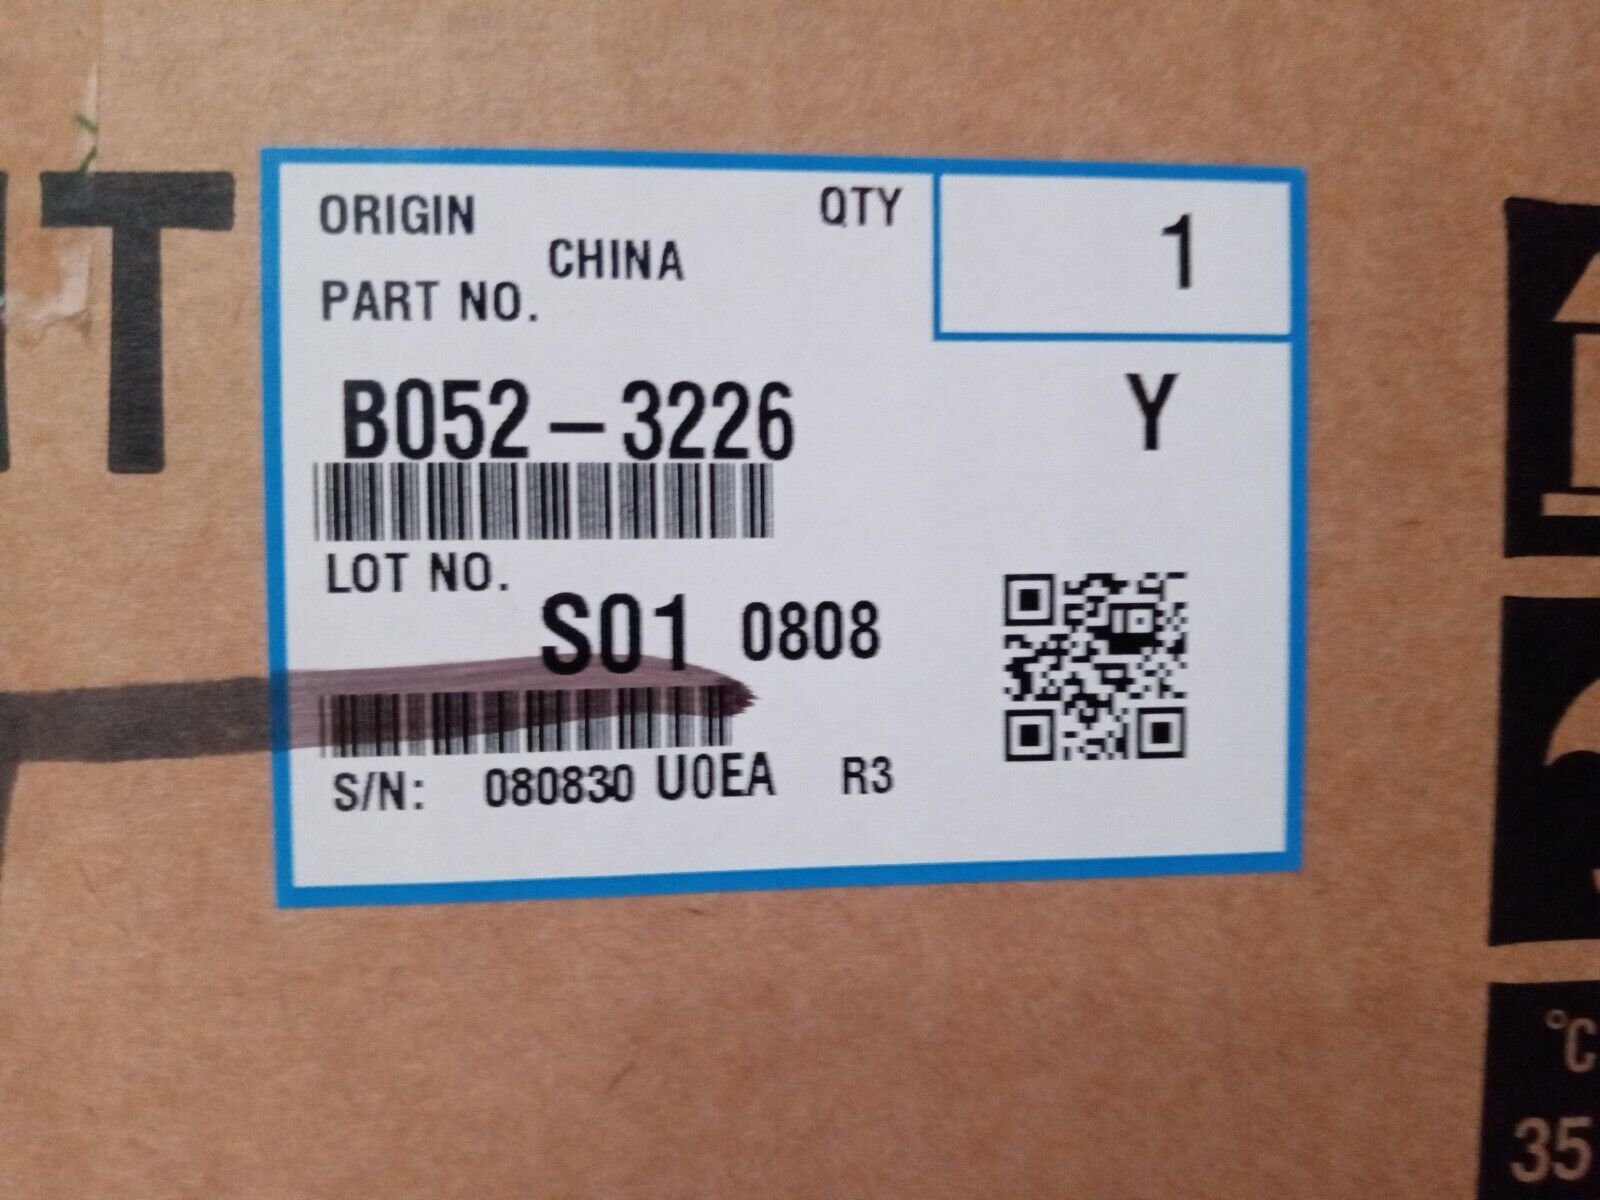 T
ORIGIN
CHINA
QTY
1
PART NO.
B052-3226
Y
LOT NO.
S01 0808
S/N: 080830 U0EA R3
°C
35